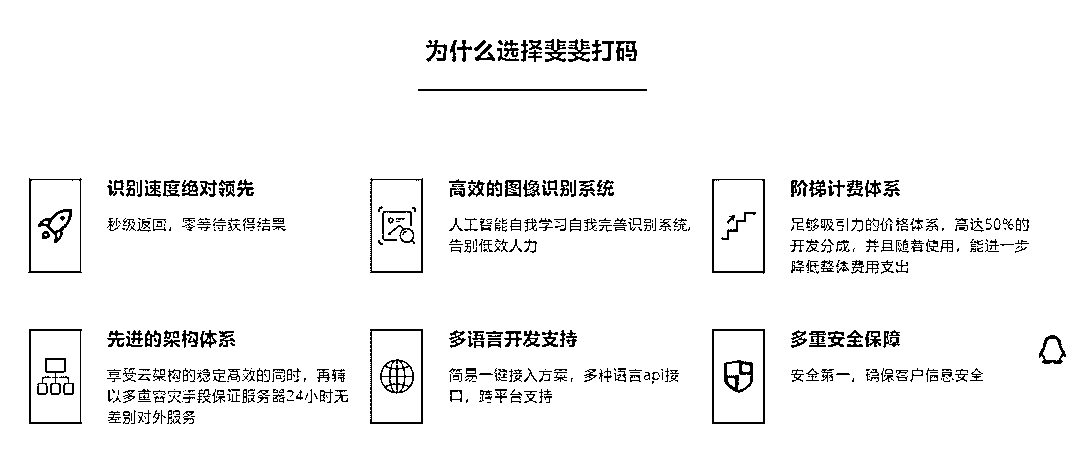 为什么选择斐斐打码
识别速度绝对领先
秒级返回，零等待获得结果
高效的图像识别系统
人工智能自我学习自我完善识别系统,
告别低效人力
阶梯计费体系
足够吸引力的价格体系，高达50%的
开发分成，并且随着使用，能进一步
降低整体费用支出
先进的架构体系
享受云架构的稳定高效的同时，再辅
以多重容灾手段保证服务器24小时无
差别对外服务
多语言开发支持
简易一键接入方案，多种语言api接
口，跨平台支持
多重安全保障
安全第一，确保客户信息安全